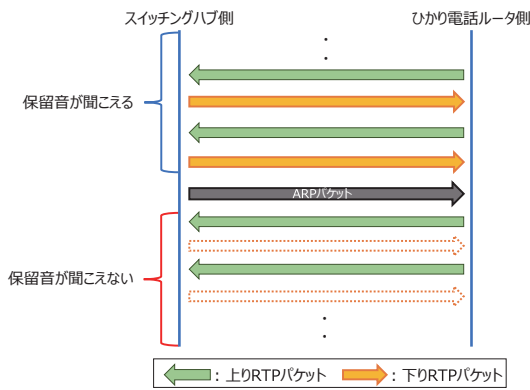 スイッチングハブ側
ひかり電話ルータ側
:
保留音が聞こえる
ARPパケット
保留音が聞こえない
:
: 上りRTPパケット
: 下りRTPパケット